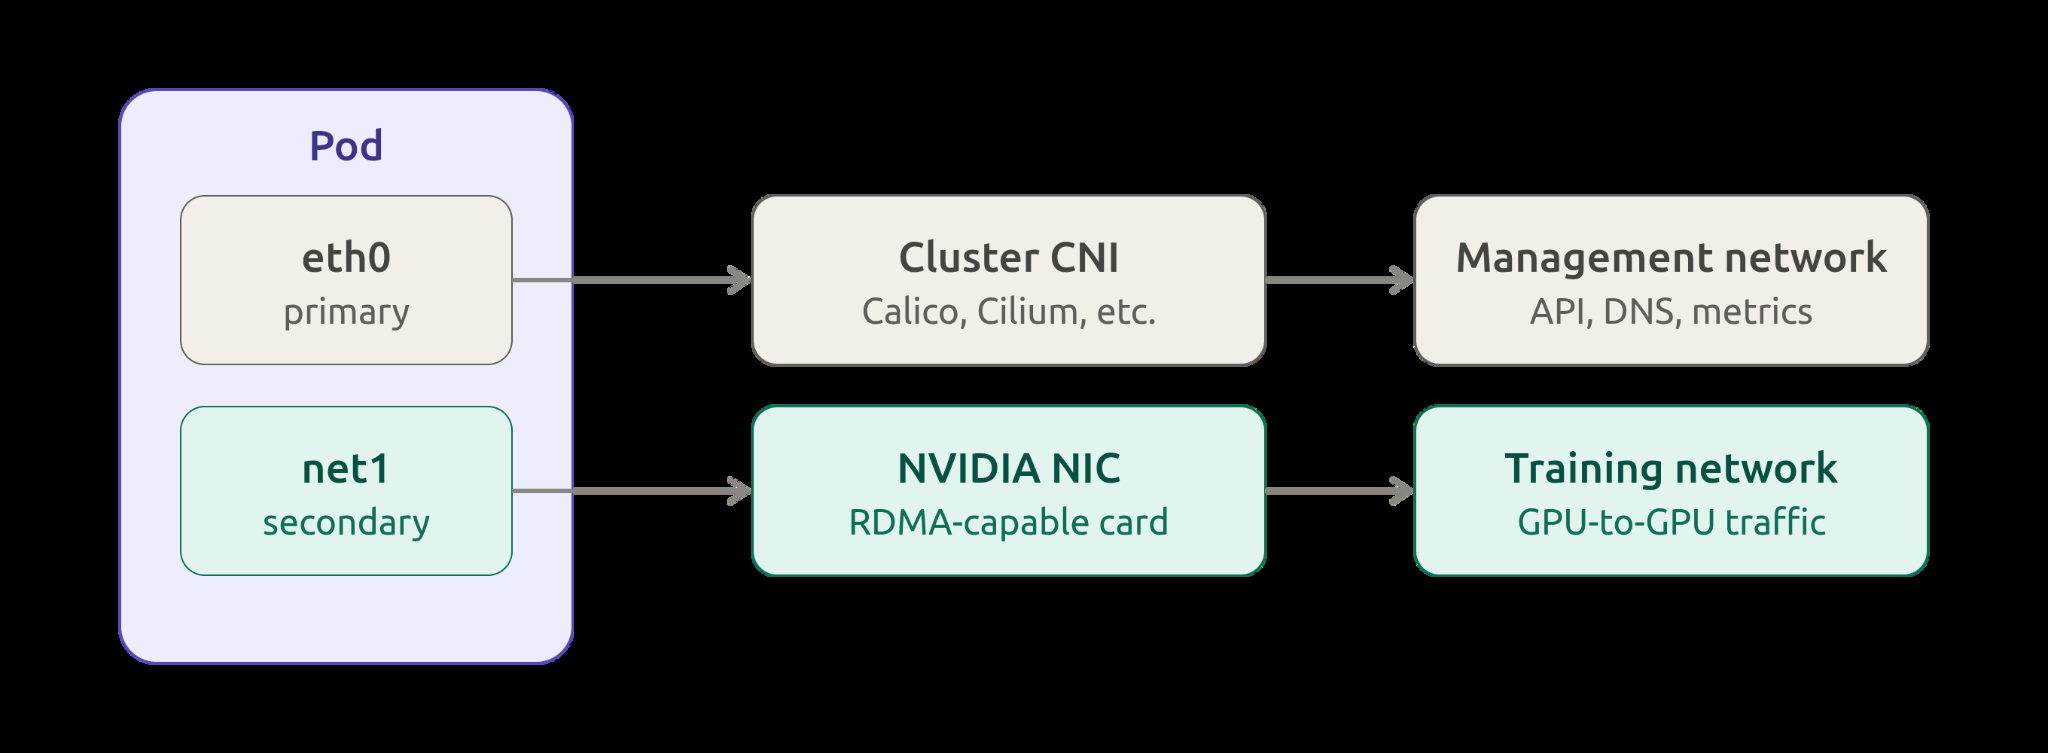 Pod
eth0
primary
Cluster CNI
Calico, Cilium, etc.
Management network
API, DNS, metrics
net1
secondary
NVIDIA NIC
RDMA-capable card
Training network
GPU-to-GPU traffic